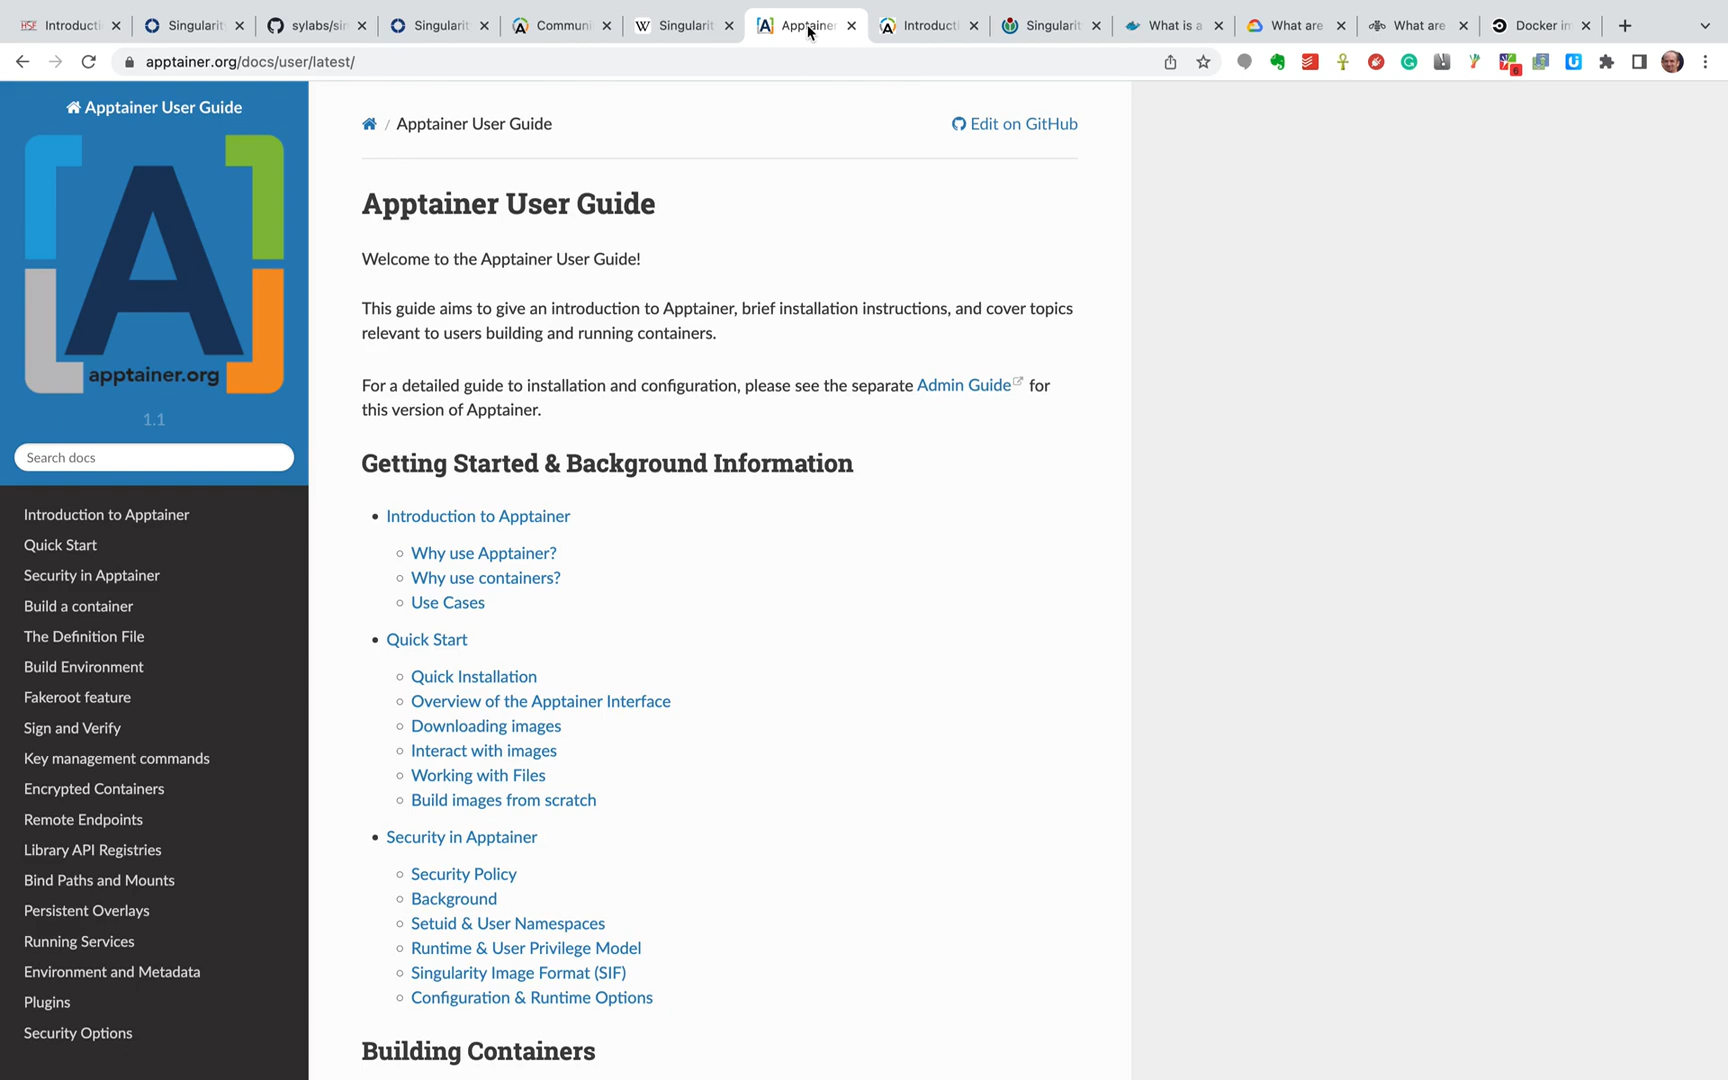 Introducti
Singularity
sylabs/sin
Singularity
Communi
Singularity
Apptainer
Introducti
Singularity
What is a
What are
What are
Docker im
apptainer.org/docs/user/latest/
6
Apptainer User Guide
apptainer.org
1.1
Search docs
Introduction to Apptainer
Quick Start
Security in Apptainer
Build a container
The Definition File
Build Environment
Fakeroot feature
Sign and Verify
Key management commands
Encrypted Containers
Remote Endpoints
Library API Registries
Bind Paths and Mounts
Persistent Overlays
Running Services
Environment and Metadata
Plugins
Security Options
/ Apptainer User Guide
Edit on GitHub
Apptainer User Guide
Welcome to the Apptainer User Guide!
This guide aims to give an introduction to Apptainer, brief installation instructions, and cover topics
relevant to users building and running containers.
For a detailed guide to installation and configuration, please see the separate Admin Guide for
this version of Apptainer.
Getting Started & Background Information
• Introduction to Apptainer
◦ Why use Apptainer?
◦ Why use containers?
◦ Use Cases
• Quick Start
◦ Quick Installation
◦ Overview of the Apptainer Interface
◦ Downloading images
◦ Interact with images
◦ Working with Files
◦ Build images from scratch
• Security in Apptainer
◦ Security Policy
◦ Background
◦ Setuid & User Namespaces
◦ Runtime & User Privilege Model
◦ Singularity Image Format (SIF)
◦ Configuration & Runtime Options
Building Containers